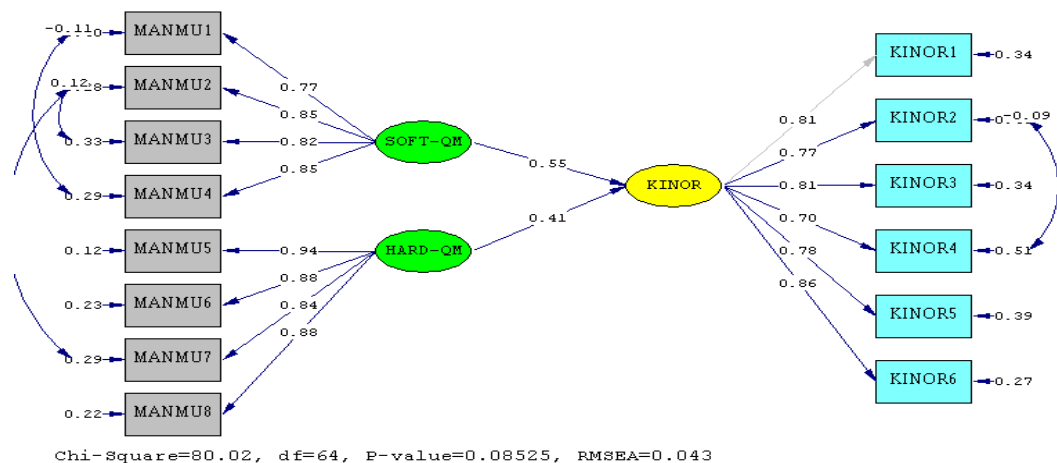 -0.11
MANMU1
0.77
KINOR1
0.34
0.12
MANMU2
0.85
0.81
KINOR2
-0.09
0.33
MANMU3
0.82
SOFT-QM
0.77
0.55
0.29
MANMU4
0.85
KINOR
0.81
KINOR3
0.34
0.12
MANMU5
0.94
HARD-QM
0.41
0.70
KINOR4
0.51
0.23
MANMU6
0.88
0.78
0.84
0.86
KINOR5
0.39
0.29
MANMU7
0.88
KINOR6
0.27
0.22
MANMU8
Chi-Square=80.02, df=64, P-value=0.08525, RMSEA=0.043